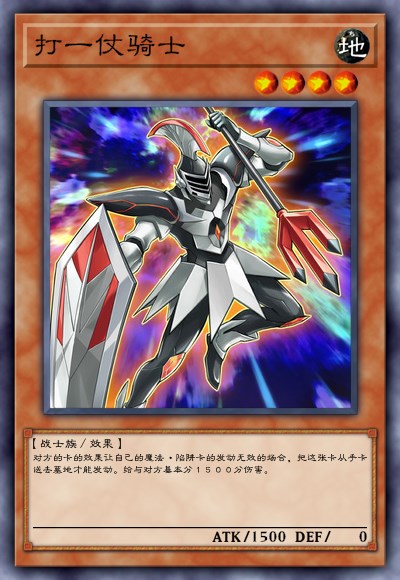 打一仗骑士
地
【战士族／效果】
对方的卡的效果让自己的魔法·陷阱卡的发动无效的场合，把这张卡从手卡
送去墓地才能发动。给与对方基本分１５００分伤害。
ATK/1500 DEF/ 0